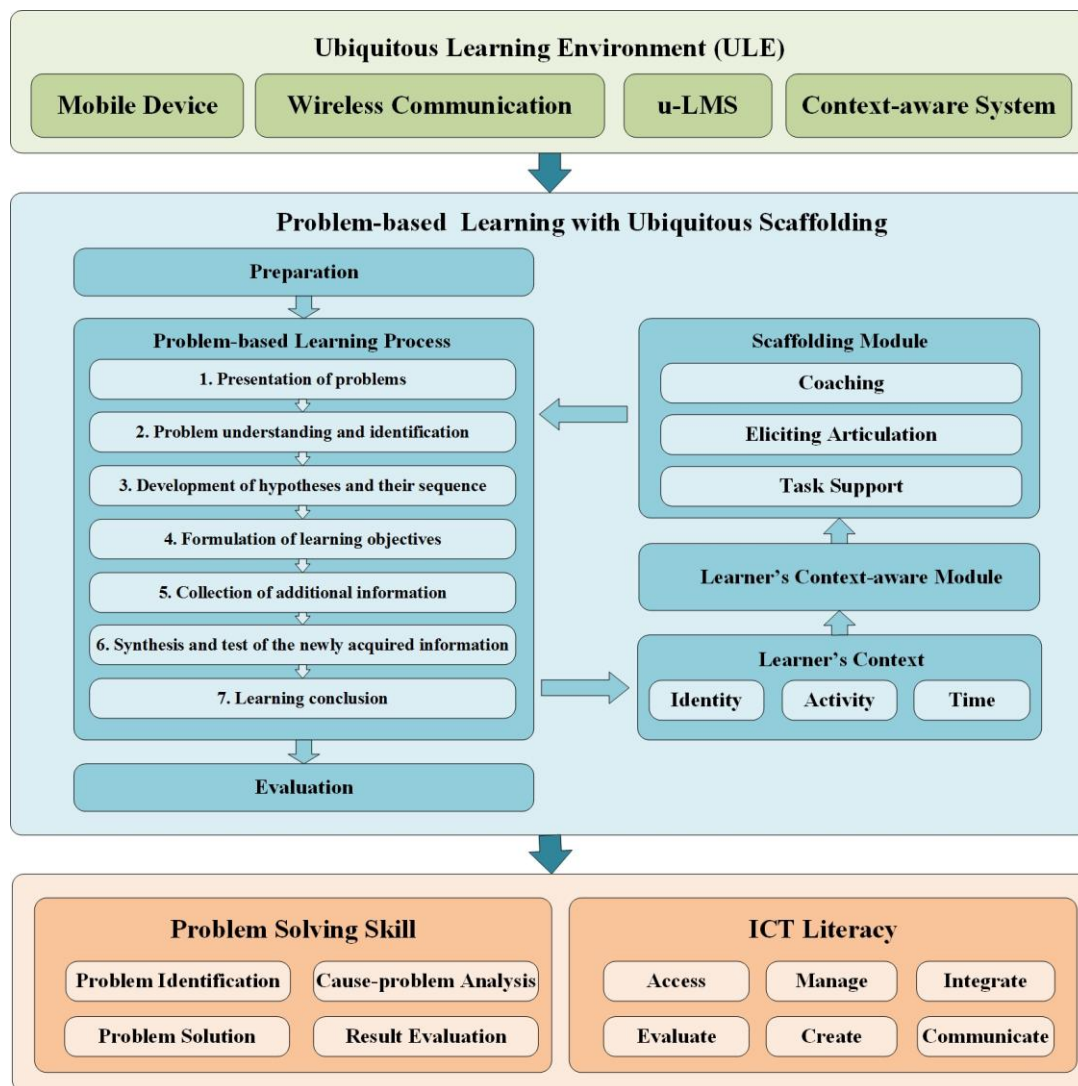 Ubiquitous Learning Environment (ULE)
Mobile Device
Wireless Communication
u-LMS
Context-aware System
Problem-based Learning with Ubiquitous Scaffolding
Preparation
Problem-based Learning Process
1. Presentation of problems
2. Problem understanding and identification
3. Development of hypotheses and their sequence
4. Formulation of learning objectives
5. Collection of additional information
6. Synthesis and test of the newly acquired information
7. Learning conclusion
Evaluation
Scaffolding Module
Coaching
Eliciting Articulation
Task Support
Learner's Context-aware Module
Learner's Context
Identity
Activity
Time
Problem Solving Skill
Problem Identification
Cause-problem Analysis
Problem Solution
Result Evaluation
ICT Literacy
Access
Manage
Integrate
Evaluate
Create
Communicate